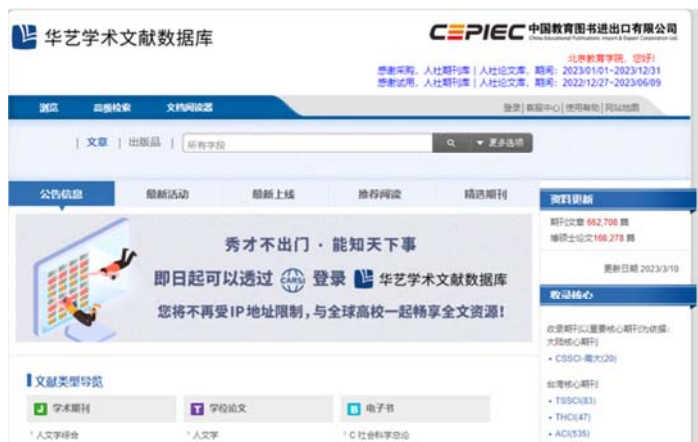 华艺学术文献数据库
CEPIEC 中国教育图书进出口有限公司
China Educational Publications Import & Export Corporation Ltd.
北京教育学院，您好!
感谢采购，人社期刊库 | 人社论文库，期间：2023/01/01~2023/12/31
感谢试用，人社期刊库 | 人社论文库，期间：2022/12/27~2023/06/09
浏览 高级检索 文档阅读器
登录 | 客服中心 | 使用帮助 | 网站地图
| 文章 | 出版品 | 所有字段 ▼ 更多选项
公告信息 最新活动 最新上线 推荐阅读 精选期刊
秀才不出门 · 能知天下事
即日起可以透过 CARSI 登录 华艺学术文献数据库
您将不再受IP地址限制，与全球高校一起畅享全文资源!
资料更新
期刊文章 662,708 篇
博硕士论文168,278 篇
更新日期 2023/3/10
收录核心
收录期刊以重要核心期刊为依据:
大陆核心期刊
• CSSCI-南大(20)
台湾核心期刊
• TSSCI(83)
• THCI(47)
• ACI(535)
文献类型导览
J 学术期刊 T 学位论文 B 电子书
人文学综合 人文学 C 社会科学总论